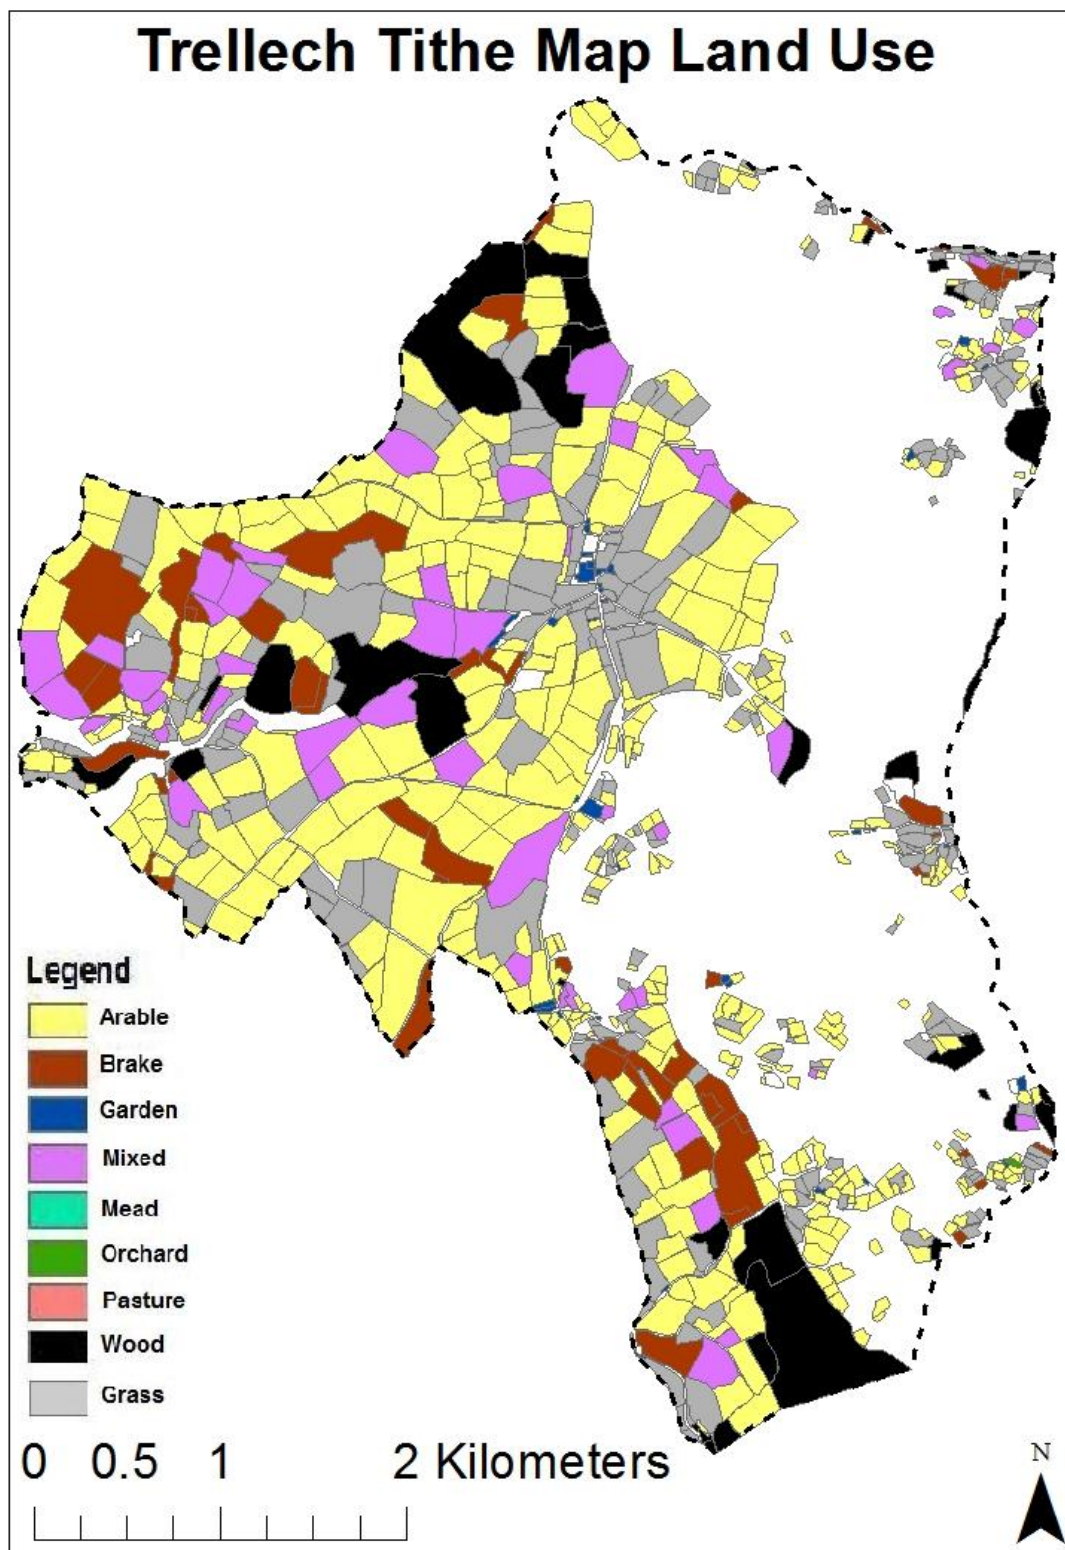 Trellech Tithe Map Land Use
Legend
Arable
Brake
Garden
Mixed
Mead
Orchard
Pasture
Wood
Grass
0 0.5 1 2 Kilometers
N